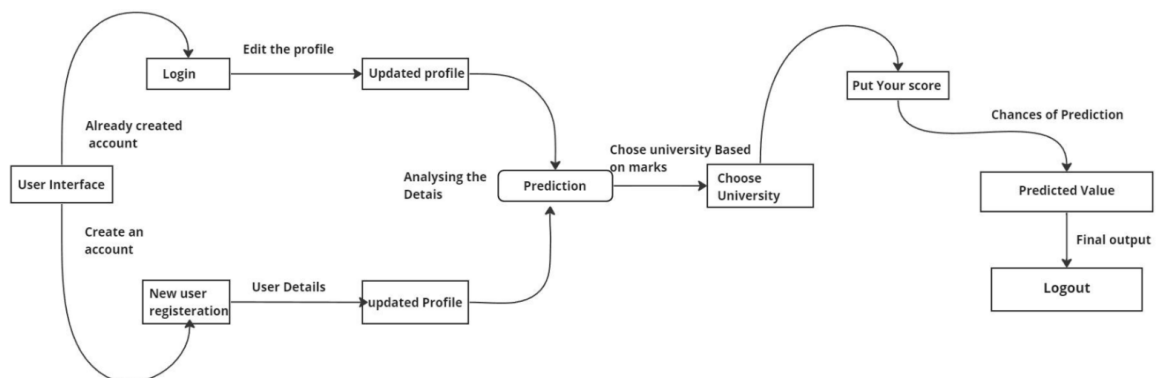 Edit the profile
Login
Updated profile
Put Your score
Chances of Prediction
Already created
account
Chose university Based
on marks
User Interface
Analysing the
Detais
Prediction
Choose
University
Predicted Value
Create an
account
Final output
New user
registeration
User Details
updated Profile
Logout